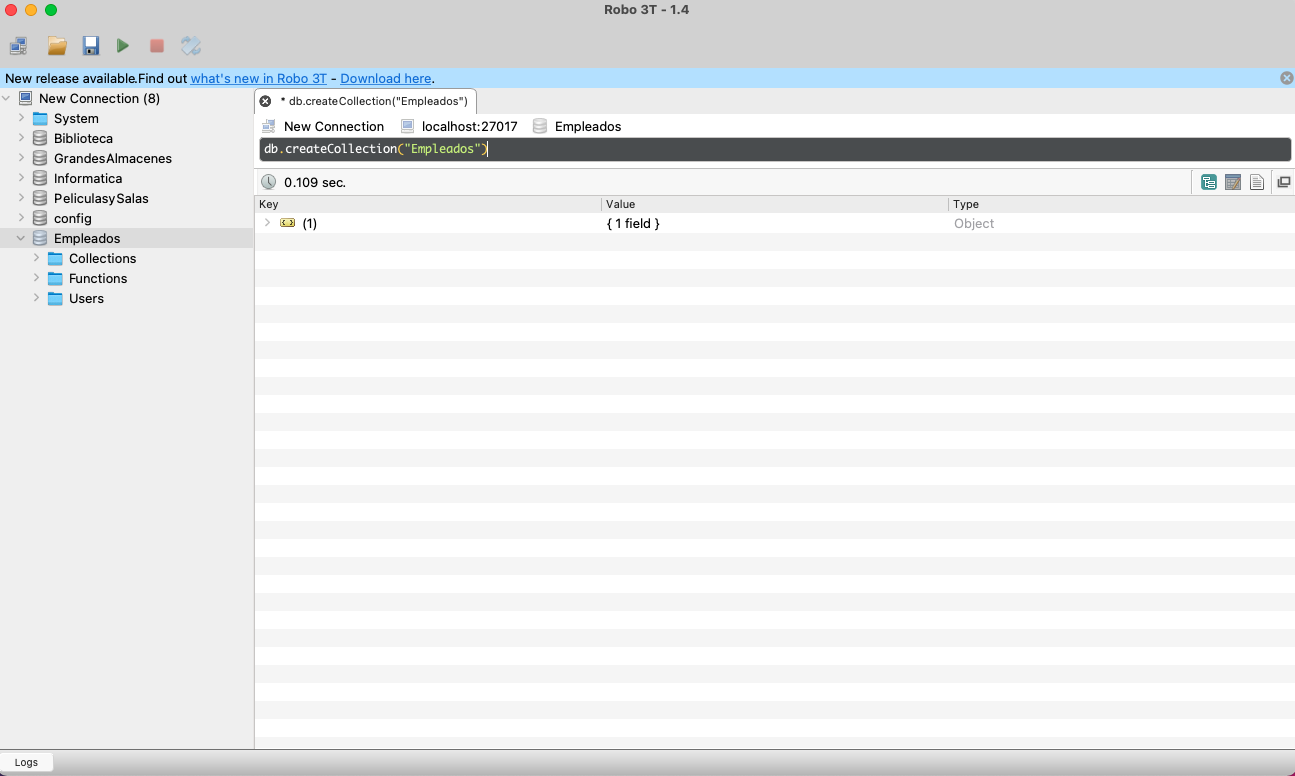 Robo 3T - 1.4
New release available.Find out what's new in Robo 3T - Download here.
New Connection (8)
System
Biblioteca
GrandesAlmacenes
Informatica
PeliculasySalas
config
Empleados
Collections
Functions
Users
* db.createCollection("Empleados")
New Connection localhost:27017 Empleados
db.createCollection("Empleados")
0.109 sec.
Key Value Type
(1) { 1 field } Object
Logs